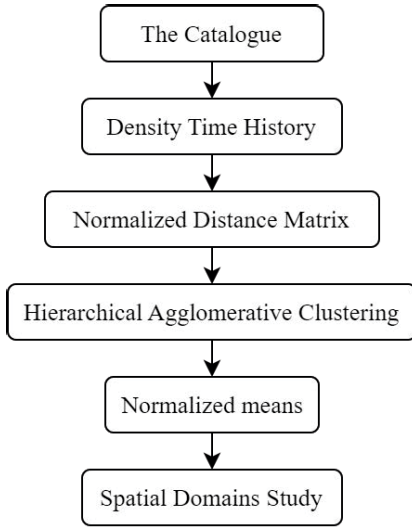 The Catalogue
Density Time History
Normalized Distance Matrix
Hierarchical Agglomerative Clustering
Normalized means
Spatial Domains Study